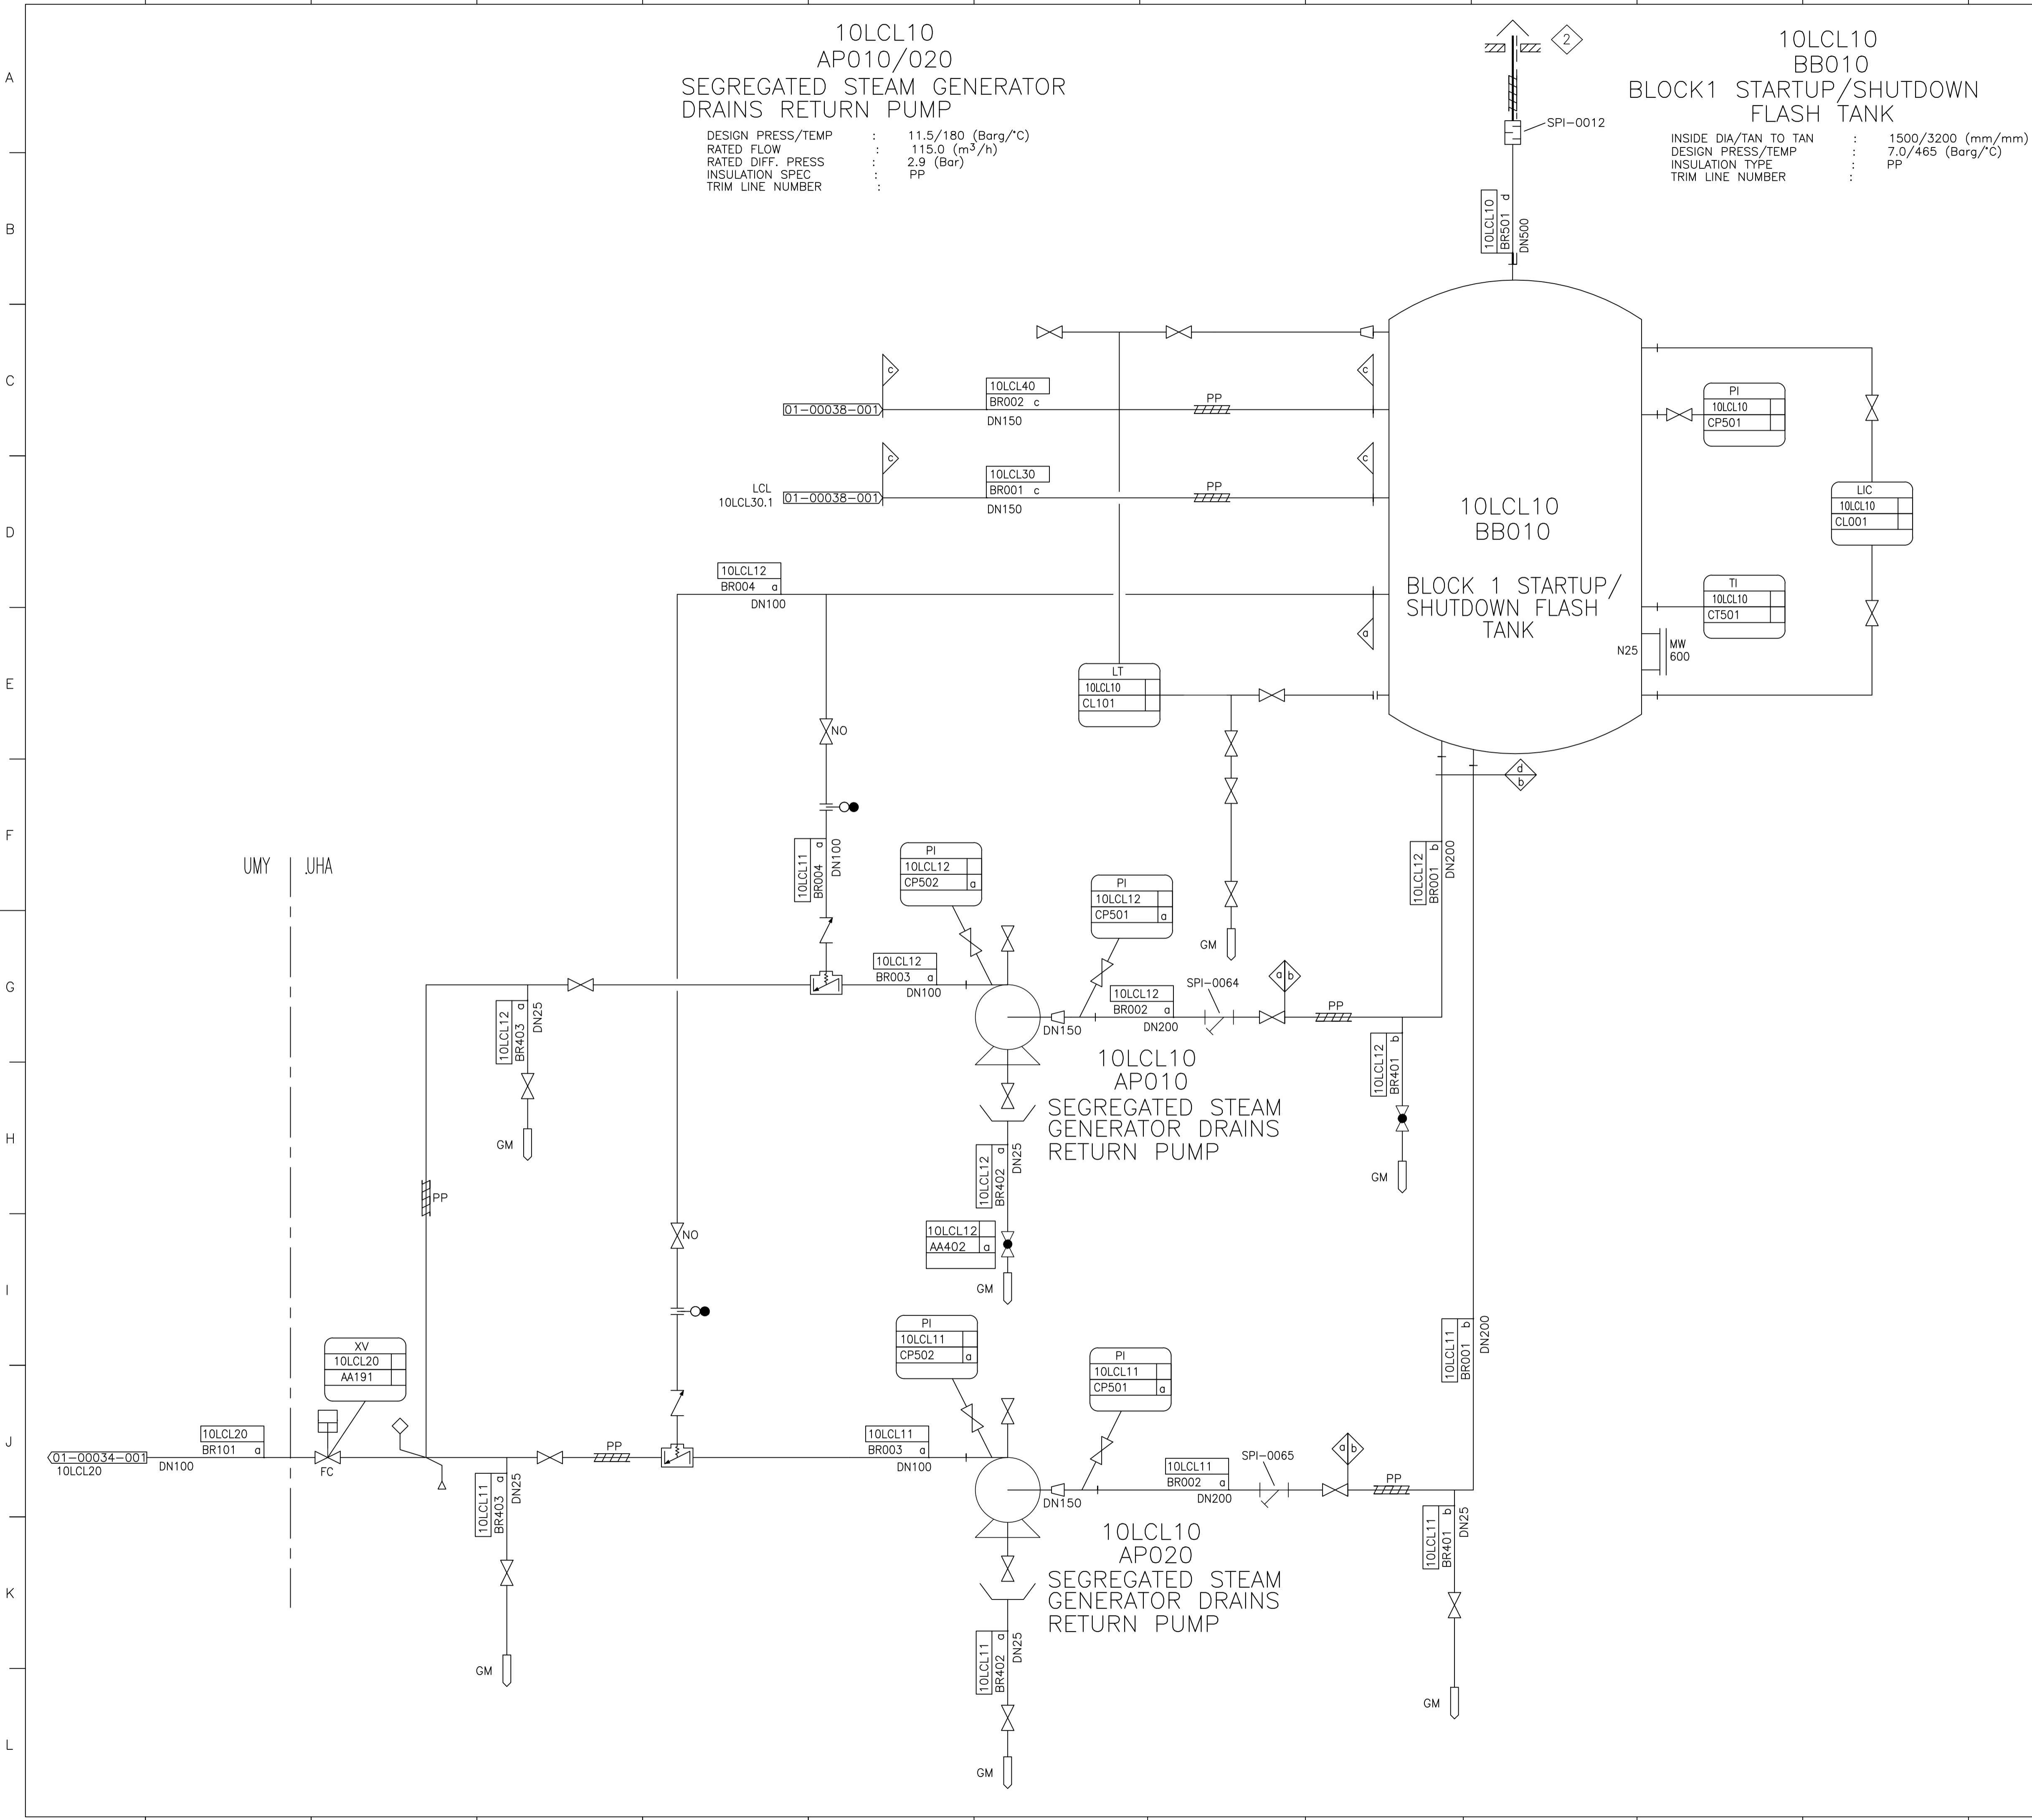 10LCL10
AP010/020
SEGREGATED STEAM GENERATOR
DRAINS RETURN PUMP
DESIGN PRESS/TEMP : 11.5/180 (Barg/°C)
RATED FLOW : 115.0 (m³/h)
RATED DIFF. PRESS : 2.9 (Bar)
INSULATION SPEC : PP
TRIM LINE NUMBER :
2
10LCL10
BB010
BLOCK1 STARTUP/SHUTDOWN
FLASH TANK
INSIDE DIA/TAN TO TAN : 1500/3200 (mm/mm)
DESIGN PRESS/TEMP : 7.0/465 (Barg/°C)
INSULATION TYPE : PP
TRIM LINE NUMBER :
A
B
C
D
E
F
G
H
I
J
K
L
SPI-0012
10LCL10
BR501 d
DN500
c
c
10LCL40
BR002 c
DN150
01-00038-001
PP
c
c
10LCL30
BR001 c
DN150
LCL
10LCL30.1
01-00038-001
PP
PI
10LCL10
CP501
LIC
10LCL10
CL001
TI
10LCL10
CT501
N25
MW
600
10LCL10
BB010
BLOCK 1 STARTUP/
SHUTDOWN FLASH
TANK
10LCL12
BR004 a
DN100
a
LT
10LCL10
CL101
NO
d
b
10LCL11
BR004 a
DN100
UMY
UHA
PI
10LCL12
CP502 a
PI
10LCL12
CP501 a
GM
10LCL12
BR001 b
DN200
10LCL12
BR003 a
DN100
DN150
10LCL12
BR002 a
DN200
SPI-0064
a b
PP
10LCL12
BR403 a
DN25
GM
10LCL12
BR401 b
GM
10LCL10
AP010
SEGREGATED STEAM
GENERATOR DRAINS
RETURN PUMP
10LCL12
BR402 a
DN25
10LCL12
AA402 a
GM
PP
NO
XV
10LCL20
AA191
PI
10LCL11
CP502 a
PI
10LCL11
CP501 a
10LCL11
BR001 b
DN200
01-00034-001
10LCL20
10LCL20
BR101 a
DN100
FC
PP
10LCL11
BR403 a
DN25
GM
10LCL11
BR003 a
DN100
DN150
10LCL11
BR002 a
DN200
SPI-0065
a b
PP
10LCL11
BR401 b
DN25
GM
10LCL10
AP020
SEGREGATED STEAM
GENERATOR DRAINS
RETURN PUMP
10LCL11
BR402 a
DN25
GM